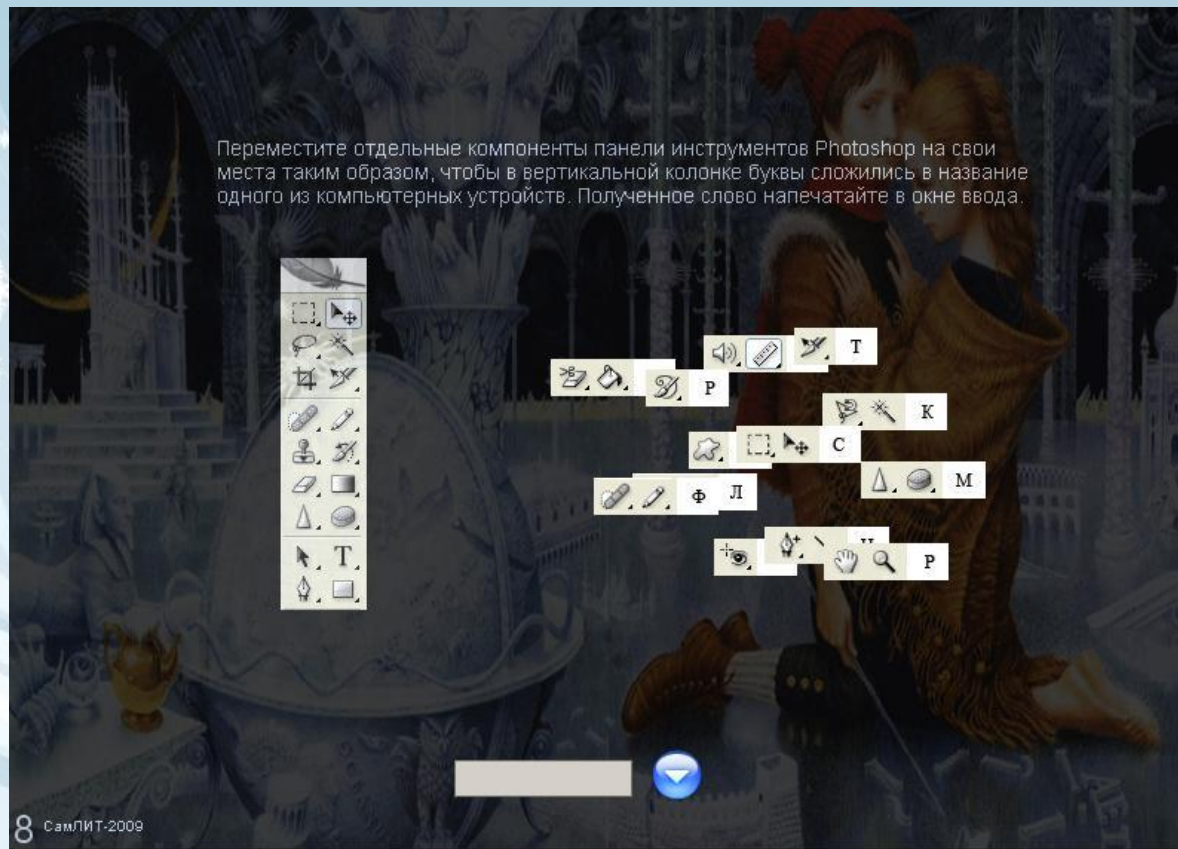 Переместите отдельные компоненты панели инструментов Photoshop на свои
места таким образом, чтобы в вертикальной колонке буквы сложились в название
одного из компьютерных устройств. Полученное слово напечатайте в окне ввода.
Т
Р
К
С
М
Л
Ф
Р
T
8 СамЛИТ-2009